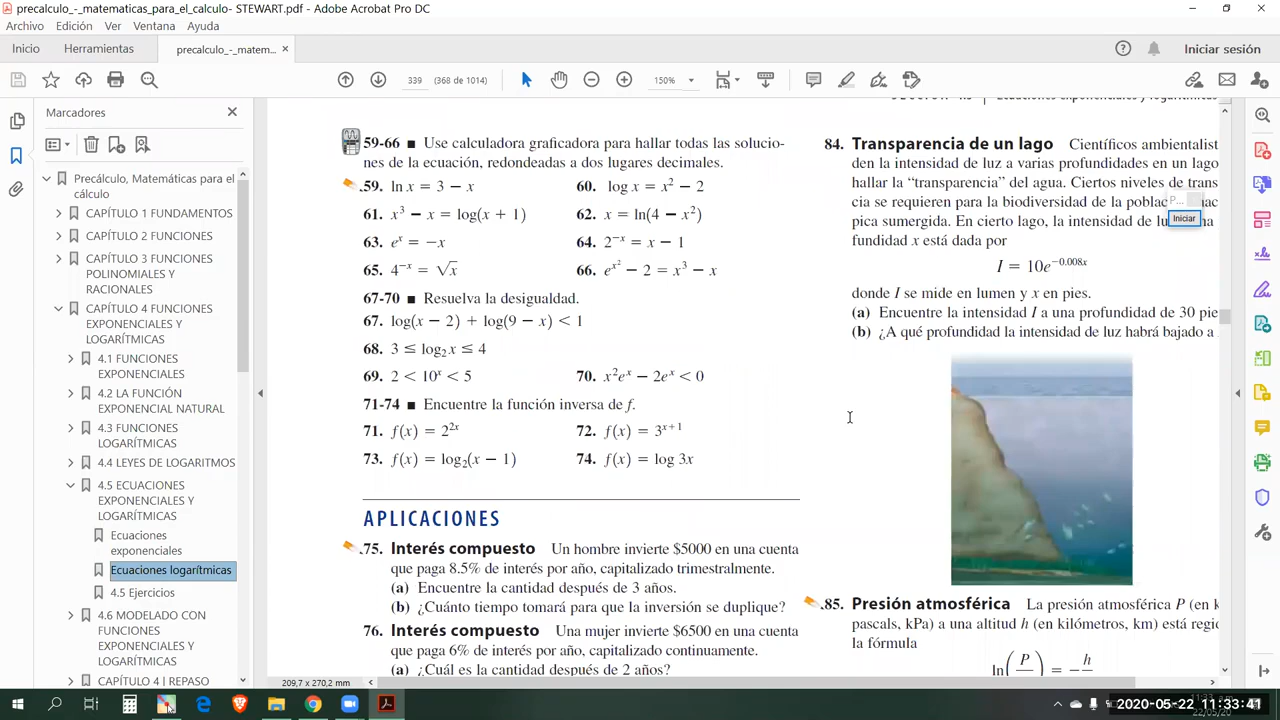 precalculo_-_matematicas_para_el_calculo- STEWART.pdf - Adobe Acrobat Pro DC
Archivo Edición Ver Ventana Ayuda
Inicio Herramientas precalculo_-_matem... × Iniciar sesión
339 (368 de 1014) 150%
Marcadores
Precálculo, Matemáticas para el
cálculo
CAPÍTULO 1 FUNDAMENTOS
CAPÍTULO 2 FUNCIONES
CAPÍTULO 3 FUNCIONES
POLINOMIALES Y
RACIONALES
CAPÍTULO 4 FUNCIONES
EXPONENCIALES Y
LOGARÍTMICAS
4.1 FUNCIONES
EXPONENCIALES
4.2 LA FUNCIÓN
EXPONENCIAL NATURAL
4.3 FUNCIONES
LOGARÍTMICAS
4.4 LEYES DE LOGARITMOS
4.5 ECUACIONES
EXPONENCIALES Y
LOGARÍTMICAS
Ecuaciones
exponenciales
Ecuaciones logarítmicas
4.5 Ejercicios
4.6 MODELADO CON
FUNCIONES
EXPONENCIALES Y
LOGARÍTMICAS
CAPÍTULO 4 | REPASO
59-66 ■ Use calculadora graficadora para hallar todas las solucio-
nes de la ecuación, redondeadas a dos lugares decimales.
59. ln x = 3 − x 60. log x = x² − 2
61. x³ − x = log(x + 1) 62. x = ln(4 − x²)
63. eˣ = −x 64. 2⁻ˣ = x − 1
65. 4⁻ˣ = √x 66. e^{x²} − 2 = x³ − x
67-70 ■ Resuelva la desigualdad.
67. log(x − 2) + log(9 − x) < 1
68. 3 ≤ log₂ x ≤ 4
69. 2 < 10ˣ < 5 70. x²eˣ − 2eˣ < 0
71-74 ■ Encuentre la función inversa de f.
71. f(x) = 2²ˣ 72. f(x) = 3ˣ⁺¹
73. f(x) = log₂(x − 1) 74. f(x) = log 3x
APLICACIONES
75. Interés compuesto Un hombre invierte $5000 en una cuenta
que paga 8.5% de interés por año, capitalizado trimestralmente.
(a) Encuentre la cantidad después de 3 años.
(b) ¿Cuánto tiempo tomará para que la inversión se duplique?
76. Interés compuesto Una mujer invierte $6500 en una cuenta
que paga 6% de interés por año, capitalizado continuamente.
(a) ¿Cuál es la cantidad después de 2 años?
84. Transparencia de un lago Científicos ambientalist
den la intensidad de luz a varias profundidades en un lago
hallar la “transparencia” del agua. Ciertos niveles de trans
cia se requieren para la biodiversidad de la poblac
pica sumergida. En cierto lago, la intensidad de lu
fundidad x está dada por
I = 10e^{−0.008x}
donde I se mide en lumen y x en pies.
(a) Encuentre la intensidad I a una profundidad de 30 pie
(b) ¿A qué profundidad la intensidad de luz habrá bajado a
P...
Iniciar
85. Presión atmosférica La presión atmosférica P (en k
pascals, kPa) a una altitud h (en kilómetros, km) está regi
la fórmula
ln(P = − h
209,7 x 270,2 mm
2020-05-22 11:33:41